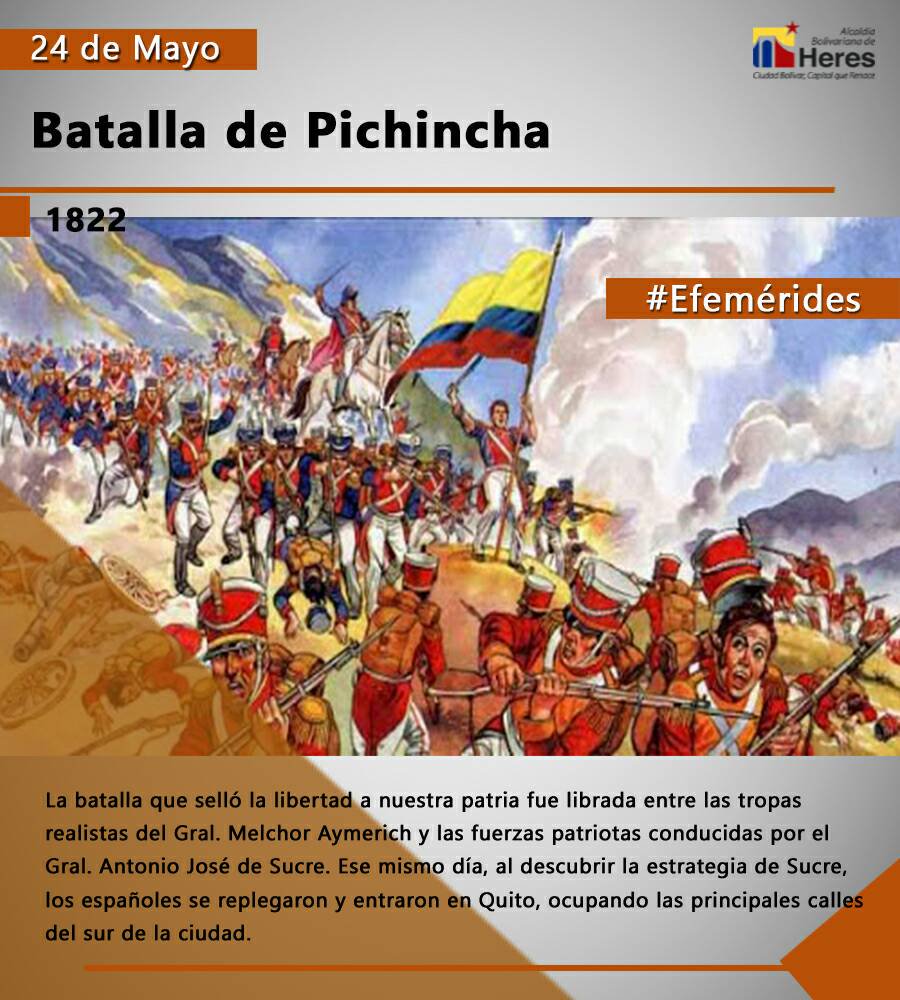 24 de Mayo
Alcaldía
Bolivariana de
Heres
Ciudad Bolívar, Capital que Renace
Batalla de Pichincha
1822
#Efemérides
La batalla que selló la libertad a nuestra patria fue librada entre las tropas
realistas del Gral. Melchor Aymerich y las fuerzas patriotas conducidas por el
Gral. Antonio José de Sucre. Ese mismo día, al descubrir la estrategia de Sucre,
los españoles se replegaron y entraron en Quito, ocupando las principales calles
del sur de la ciudad.